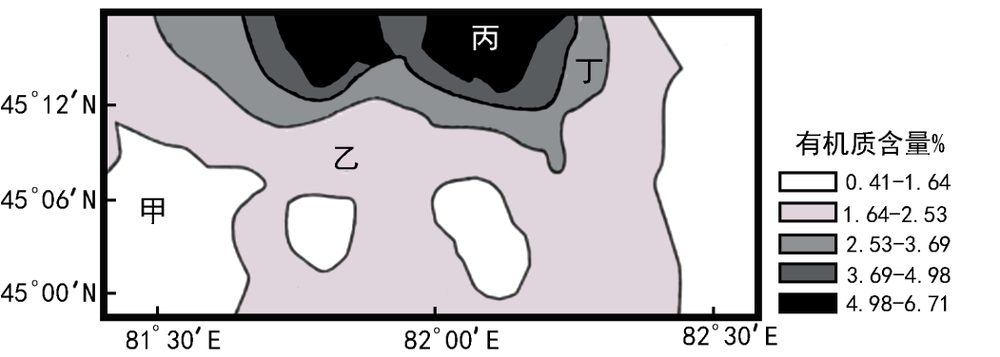 丙
丁
45°12′N
乙
45°06′N
甲
45°00′N
81°30′E
82°00′E
82°30′E
有机质含量%
0.41-1.64
1.64-2.53
2.53-3.69
3.69-4.98
4.98-6.71